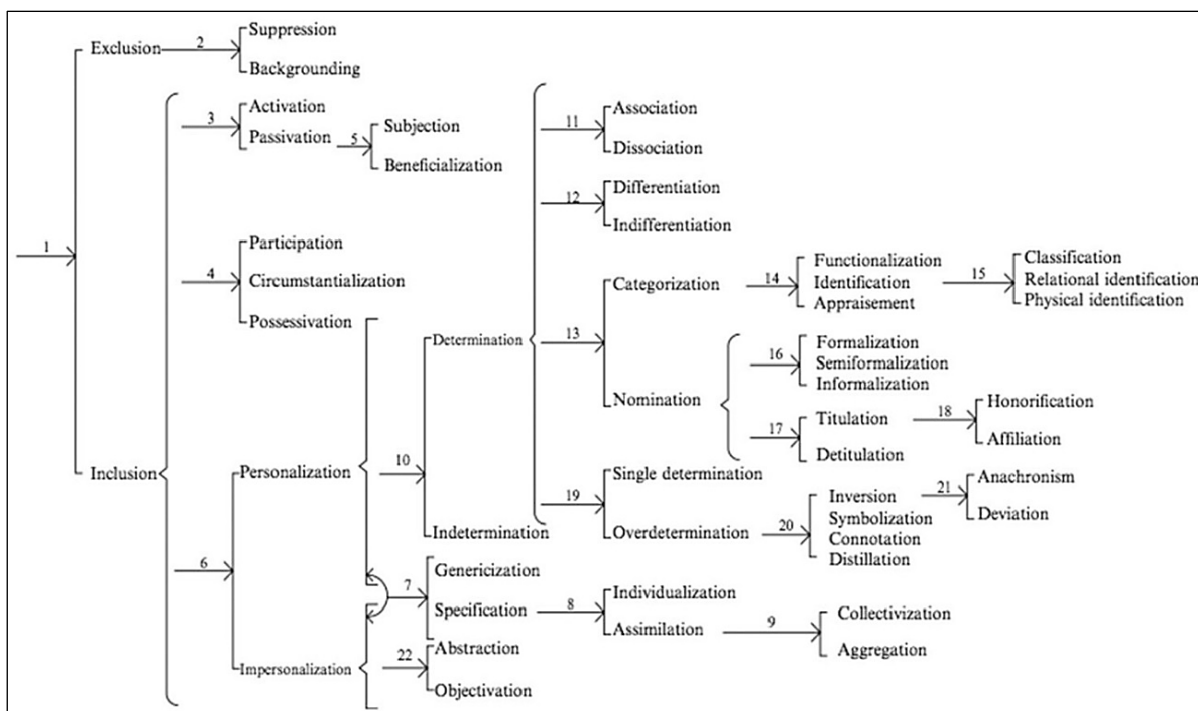 Suppression
Exclusion
2
Backgrounding
Activation
3
Passivation
5
Subjection
Beneficialization
11
Association
Dissociation
12
Differentiation
Indifferentiation
1
Participation
4
Circumstantialization
Possessivation
Categorization
14
Functionalization
Identification
Appraisement
15
Classification
Relational identification
Physical identification
Determination
13
Nomination
16
Formalization
Semiformalization
Informalization
17
Titulation
Detitulation
18
Honorification
Affiliation
Inclusion
Personalization
10
Indetermination
19
Single determination
Overdetermination
20
Inversion
Symbolization
Connotation
Distillation
21
Anachronism
Deviation
6
7
Genericization
Specification
8
Individualization
Assimilation
9
Collectivization
Aggregation
Impersonalization
22
Abstraction
Objectivation